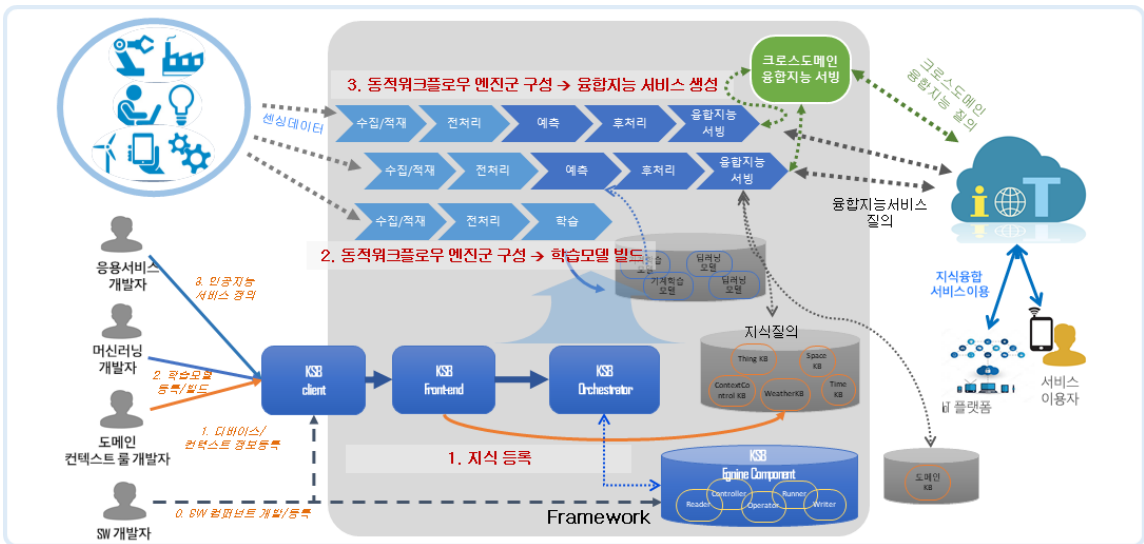 3. 동적워크플로우 엔진군 구성 → 융합지능 서비스 생성
크로스도메인
융합지능 서빙
크로스도메인
융합지능 질의
센싱데이터
수집/적재
전처리
예측
후처리
융합지능
서빙
수집/적재
전처리
예측
후처리
융합지능
서빙
수집/적재
전처리
학습
융합지능서비스
질의
iOT
2. 동적워크플로우 엔진군 구성 → 학습모델 빌드
딥러닝
모델
기계학습
모델
딥러닝
모델
응용서비스
개발자
3. 인공지능
서비스 정의
머신러닝
개발자
2. 학습모델
등록/빌드
도메인
컨텍스트 룰 개발자
1. 디바이스/
컨텍스트 정보등록
SW 개발자
0. SW 컴퍼넌트 개발/등록
KSB
client
KSB
Front-end
KSB
Orchestrator
지식질의
Thing KB
Space
KB
ContextCo
ntrol KB
WeatherKB
Time
KB
1. 지식 등록
KSB
Egnine Component
Reader
Controller
Operator
Runner
Writer
Framework
도메인
KB
지식융합
서비스이용
IoT 플랫폼
서비스
이용자